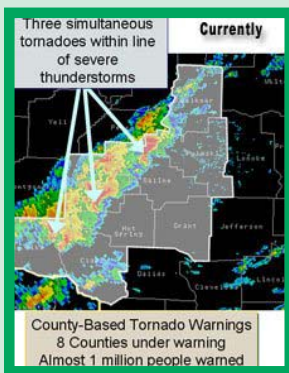 Three simultaneous
tornadoes within line
of severe
thunderstorms
Currently
Yell
Saline
Hot
Spring
Grant
Jefferson
Dallas
Cleveland
Lincoln
County-Based Tornado Warnings
8 Counties under warning
Almost 1 million people warned